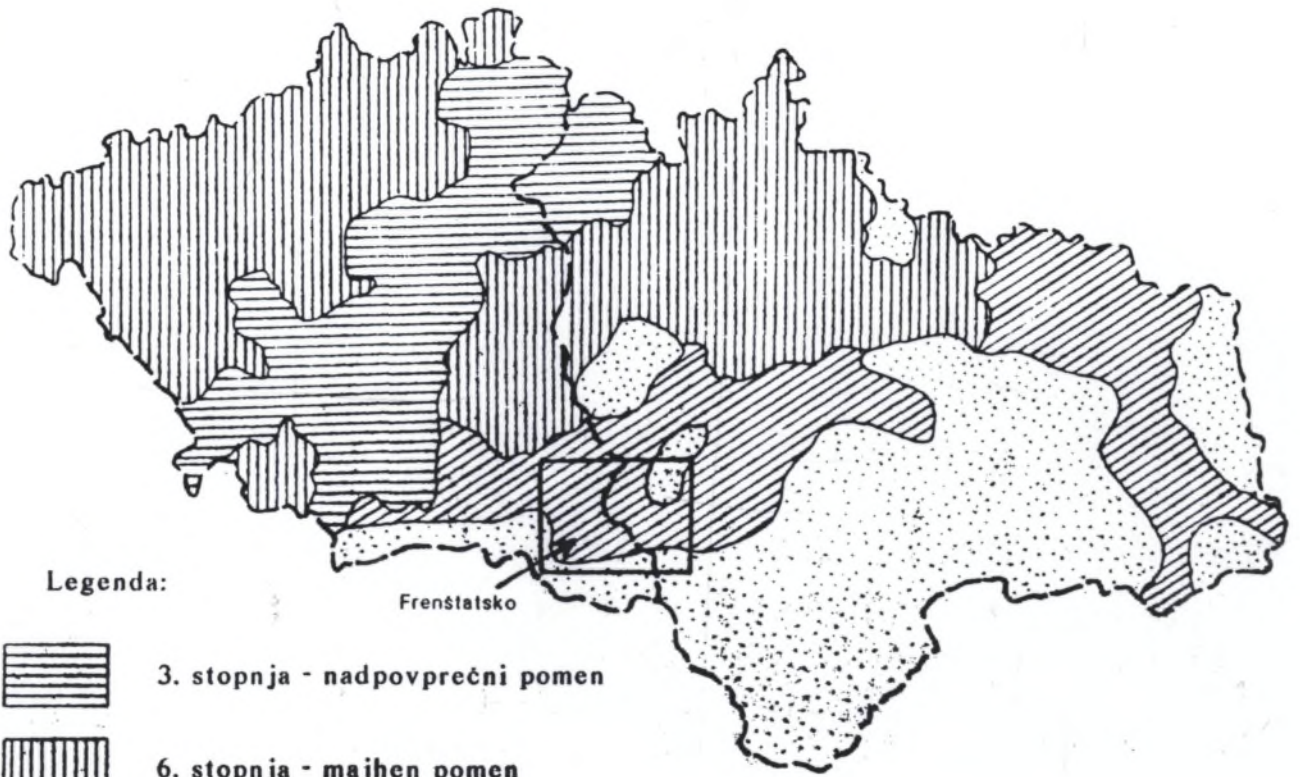 Legenda:
Frenštatsko
3. stopnja - nadpovprečni pomen
6. stopnja - majhen pomen